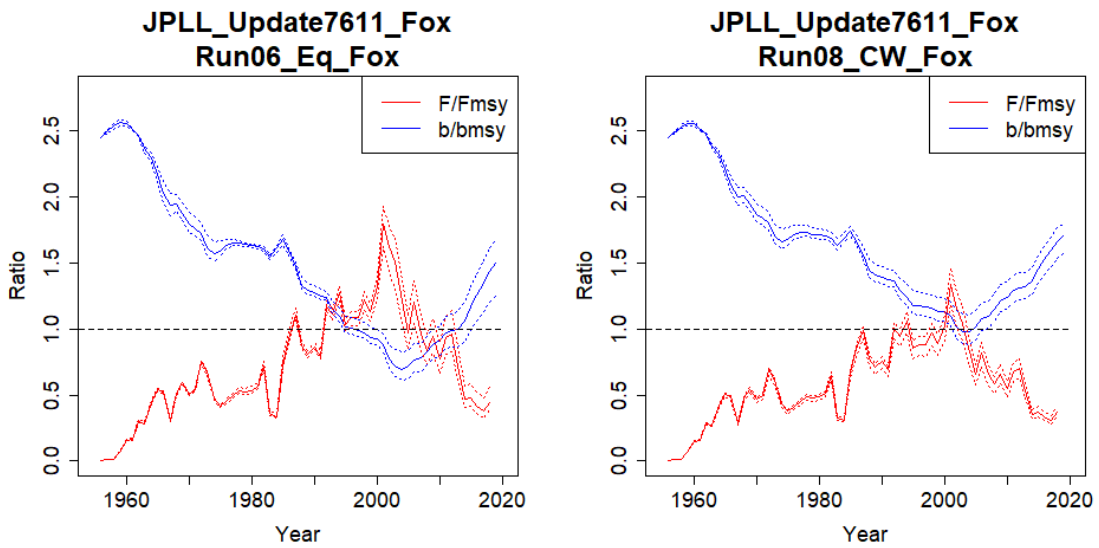 JPLL_Update7611_Fox
Run06_Eq_Fox
F/Fmsy
b/bmsy
2.5
2.0
1.5
1.0
0.5
0.0
Ratio
1960 1980 2000 2020
Year
JPLL_Update7611_Fox
Run08_CW_Fox
F/Fmsy
b/bmsy
2.5
2.0
1.5
1.0
0.5
0.0
Ratio
1960 1980 2000 2020
Year